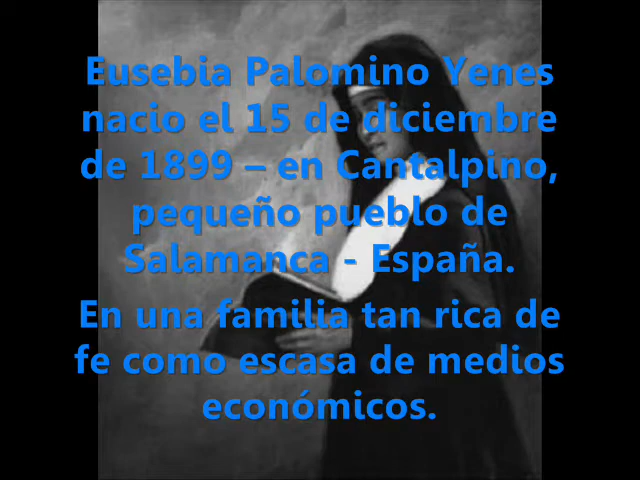 Eusebia Palomino Yenes
nacio el 15 de diciembre
de 1899 – en Cantalpino,
pequeño pueblo de
Salamanca - España.
En una familia tan rica de
fe como escasa de medios
económicos.